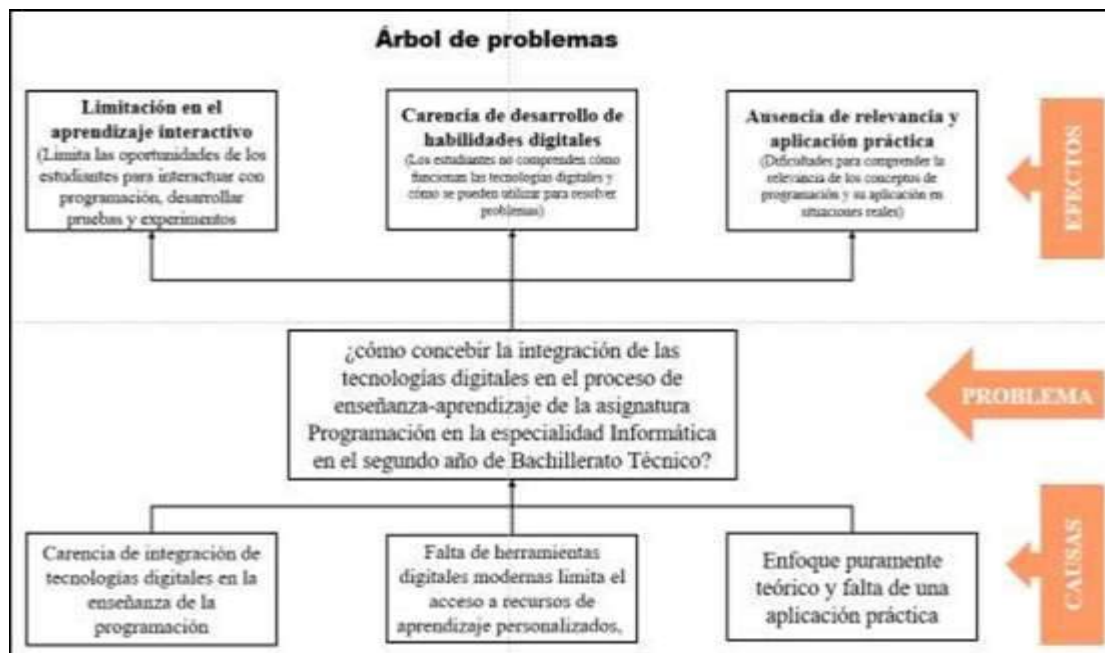 Árbol de problemas
Limitación en el
aprendizaje interactivo
(Limita las oportunidades de los
estudiantes para interactuar con
programación, desarrollar
pruebas y experimentos
Carencia de desarrollo de
habilidades digitales
(Los estudiantes no comprenden cómo
funcionan las tecnologías digitales y
cómo se pueden utilizar para resolver
problemas)
Ausencia de relevancia y
aplicación práctica
(Dificultades para comprender la
relevancia de los conceptos de
programación y su aplicación en
situaciones reales)
EFECTOS
¿cómo concebir la integración de las
tecnologías digitales en el proceso de
enseñanza-aprendizaje de la asignatura
Programación en la especialidad Informática
en el segundo año de Bachillerato Técnico?
PROBLEMA
Carencia de integración de
tecnologías digitales en la
enseñanza de la
programación
Falta de herramientas
digitales modernas limita el
acceso a recursos de
aprendizaje personalizados,
Enfoque puramente
teórico y falta de una
aplicación práctica
CAUSAS